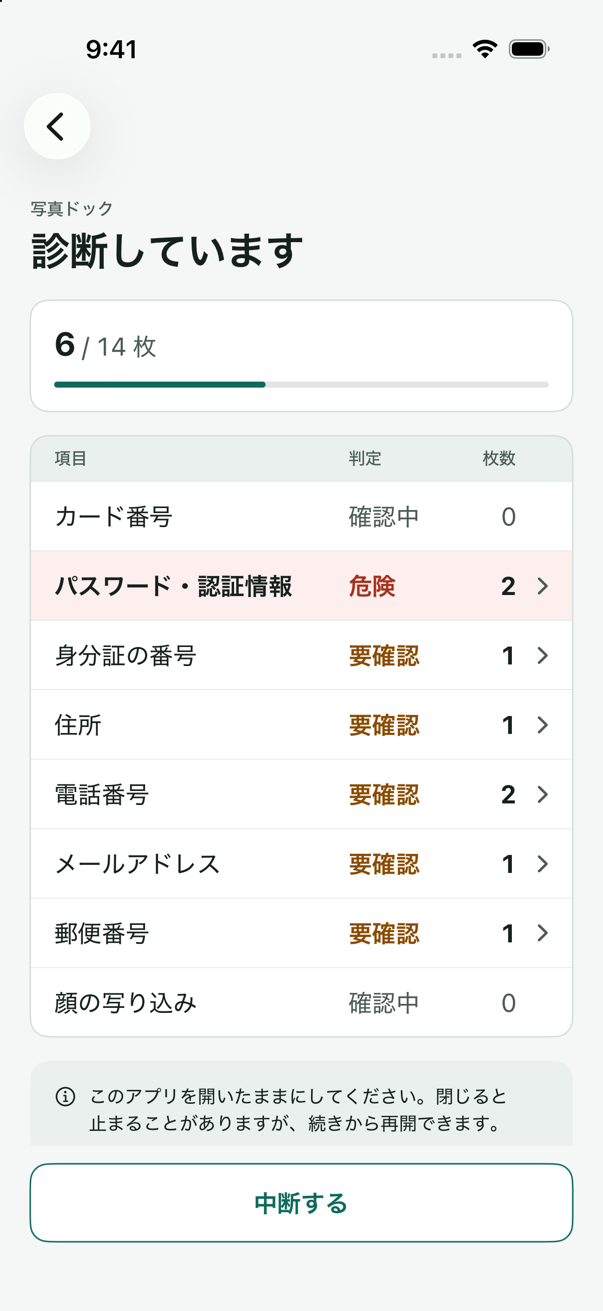 9:41
写真ドック
診断しています
6 / 14 枚
項目 判定 枚数
カード番号 確認中 0
パスワード・認証情報 危険 2
身分証の番号 要確認 1
住所 要確認 1
電話番号 要確認 2
メールアドレス 要確認 1
郵便番号 要確認 1
顔の写り込み 確認中 0
このアプリを開いたままにしてください。閉じると
止まることがありますが、続きから再開できます。
中断する